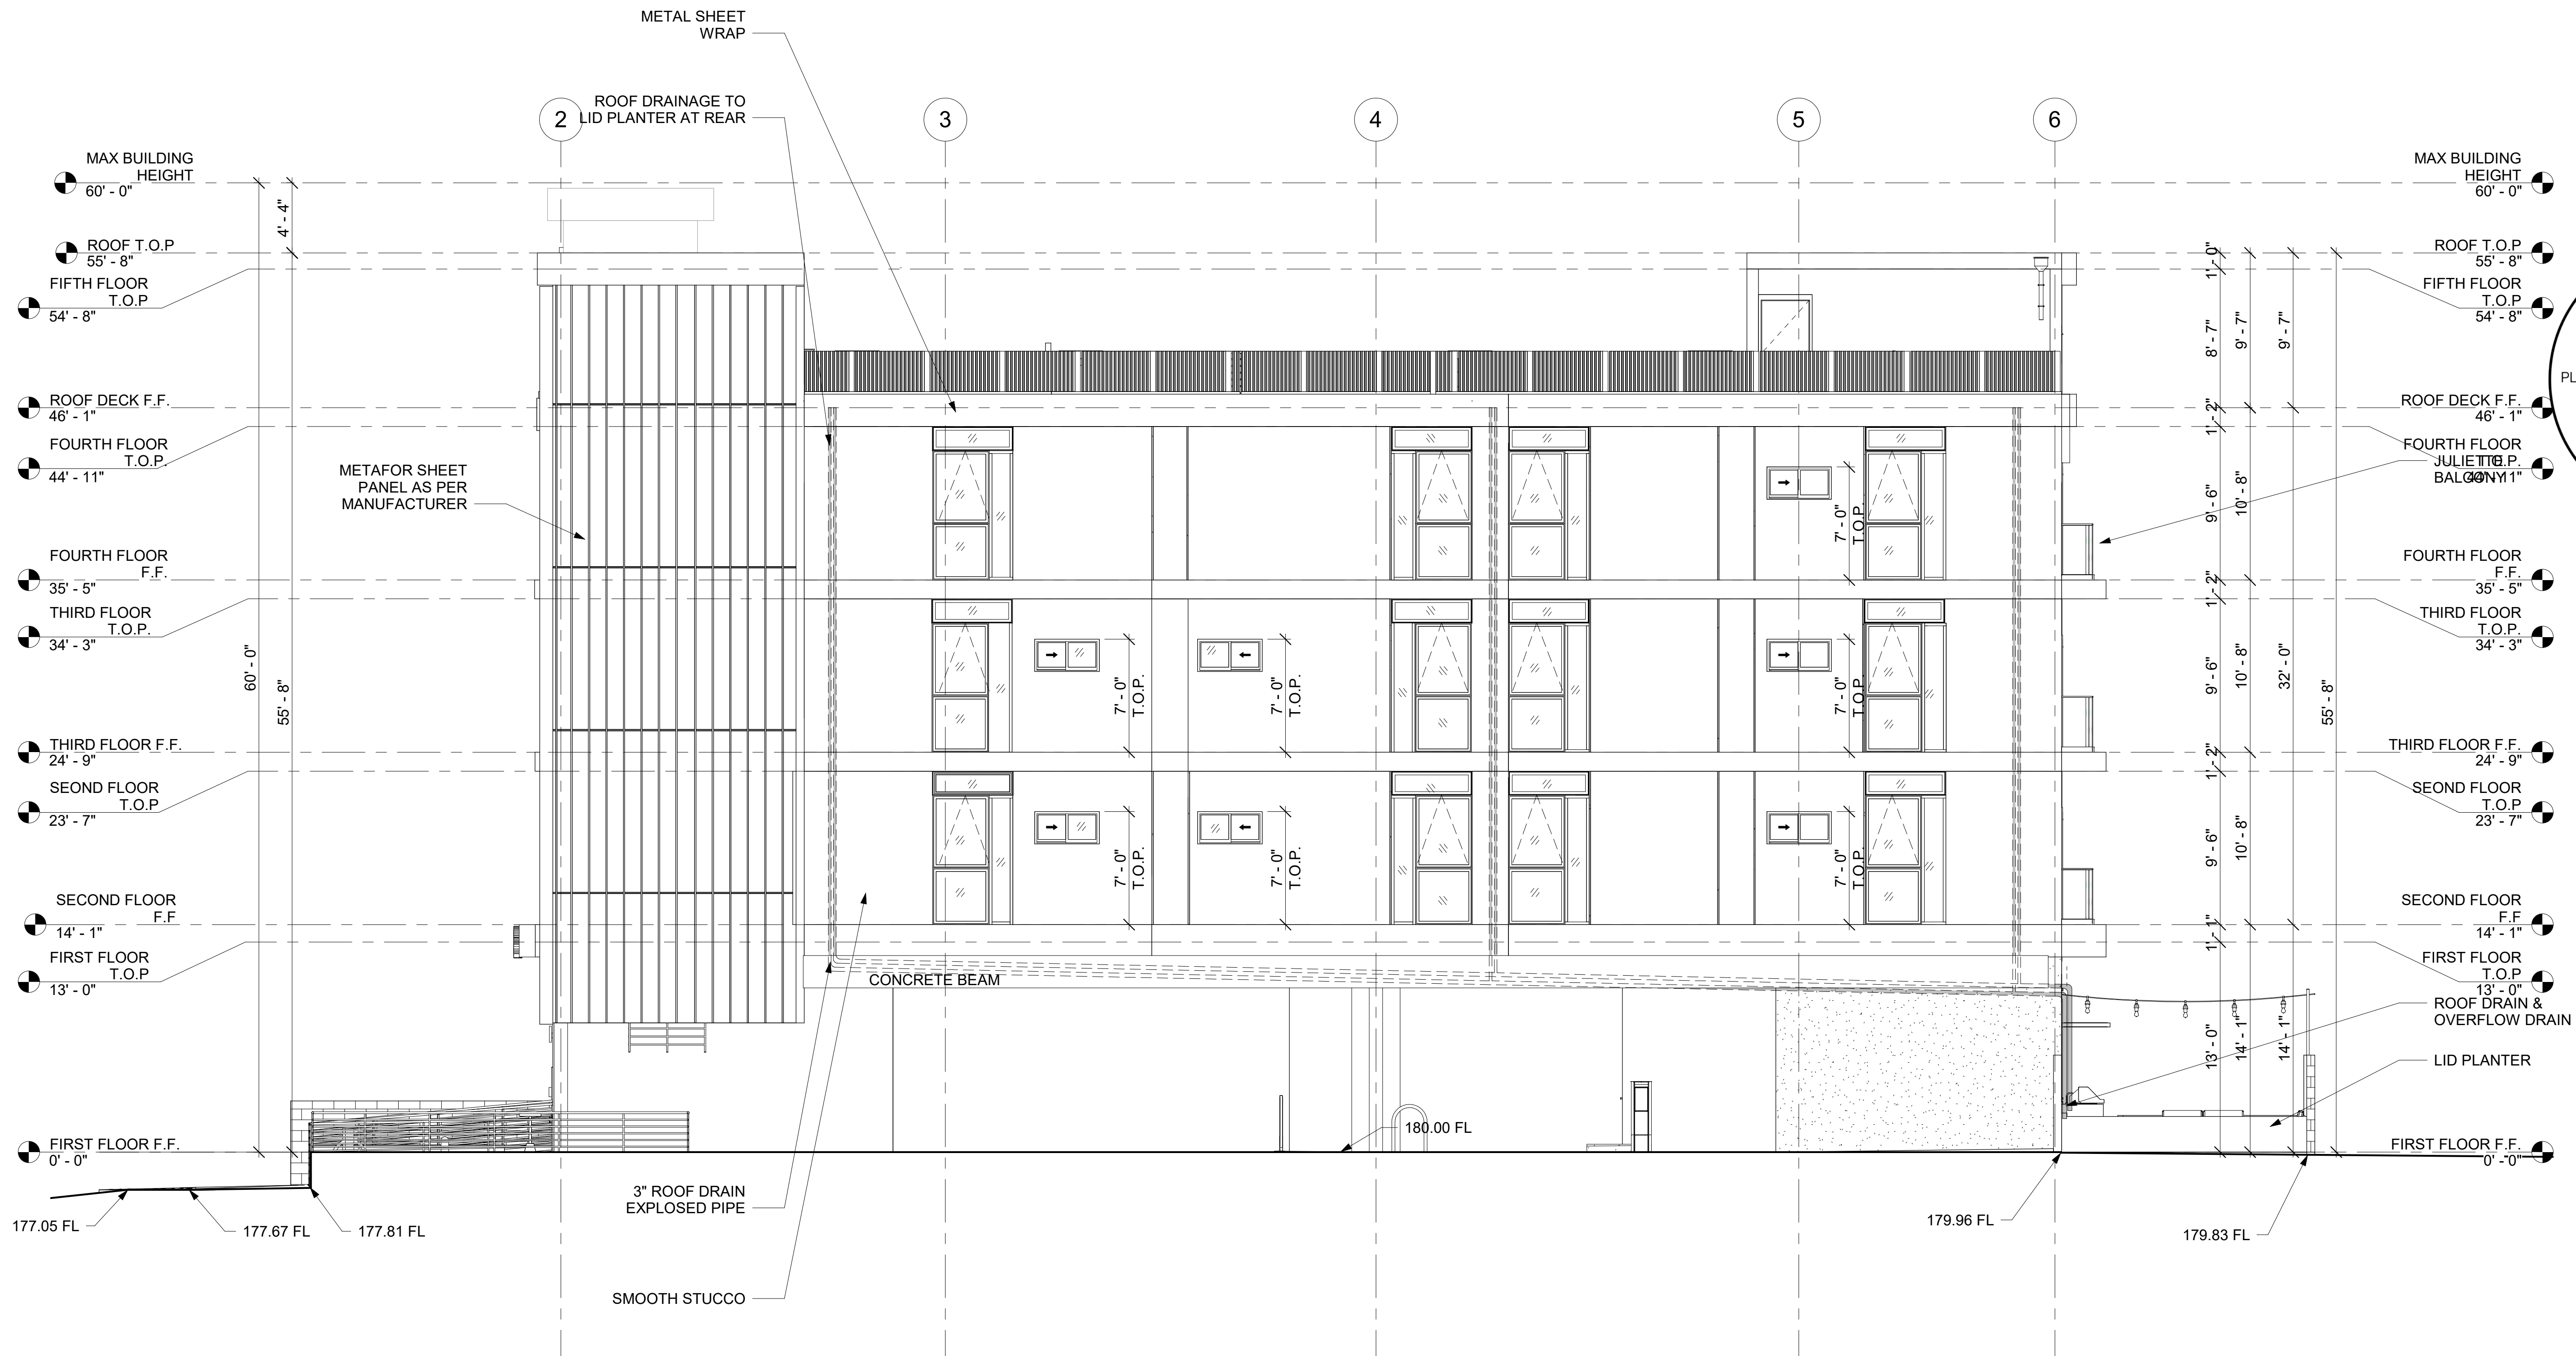 METAL SHEET
WRAP
ROOF DRAINAGE TO
LID PLANTER AT REAR
2
3
4
5
6
MAX BUILDING
HEIGHT
60' - 0"
ROOF T.O.P
55' - 8"
FIFTH FLOOR
T.O.P
54' - 8"
ROOF DECK F.F.
46' - 1"
FOURTH FLOOR
T.O.P.
44' - 11"
FOURTH FLOOR
F.F.
35' - 5"
THIRD FLOOR
T.O.P.
34' - 3"
THIRD FLOOR F.F.
24' - 9"
SEOND FLOOR
T.O.P
23' - 7"
SECOND FLOOR
F.F
14' - 1"
FIRST FLOOR
T.O.P
13' - 0"
FIRST FLOOR F.F.
0' - 0"
4' - 4"
60' - 0"
55' - 8"
METAFOR SHEET
PANEL AS PER
MANUFACTURER
7' - 0"
T.O.P.
7' - 0"
T.O.P.
7' - 0"
T.O.P.
7' - 0"
T.O.P.
7' - 0"
T.O.P.
7' - 0"
T.O.P.
7' - 0"
T.O.P.
CONCRETE BEAM
180.00 FL
3" ROOF DRAIN
EXPLOSED PIPE
SMOOTH STUCCO
177.05 FL
177.67 FL
177.81 FL
179.96 FL
179.83 FL
1' - 0"
8' - 7"
1' - 2"
9' - 6"
1' - 2"
9' - 6"
1' - 2"
9' - 6"
1' - 1"
13' - 0"
9' - 7"
10' - 8"
10' - 8"
10' - 8"
14' - 1"
9' - 7"
32' - 0"
14' - 1"
55' - 8"
MAX BUILDING
HEIGHT
60' - 0"
ROOF T.O.P
55' - 8"
FIFTH FLOOR
T.O.P
54' - 8"
ROOF DECK F.F.
46' - 1"
FOURTH FLOOR
T.O.P.
44' - 11"
JULIETTE
BALCONY
FOURTH FLOOR
F.F.
35' - 5"
THIRD FLOOR
T.O.P.
34' - 3"
THIRD FLOOR F.F.
24' - 9"
SEOND FLOOR
T.O.P
23' - 7"
SECOND FLOOR
F.F
14' - 1"
FIRST FLOOR
T.O.P
13' - 0"
ROOF DRAIN &
OVERFLOW DRAIN
LID PLANTER
FIRST FLOOR F.F.
0' - 0"
PL